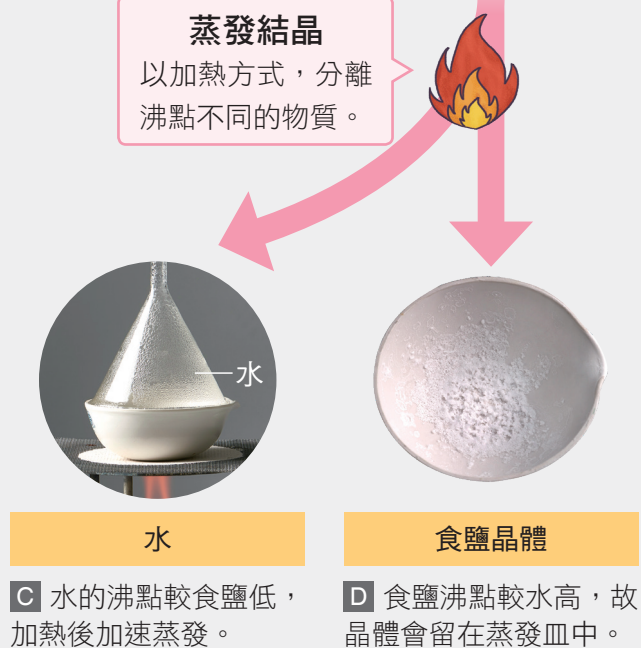 蒸發結晶
以加熱方式，分離
沸點不同的物質。
水
水
食鹽晶體
C 水的沸點較食鹽低，
加熱後加速蒸發。
D 食鹽沸點較水高，故
晶體會留在蒸發皿中。